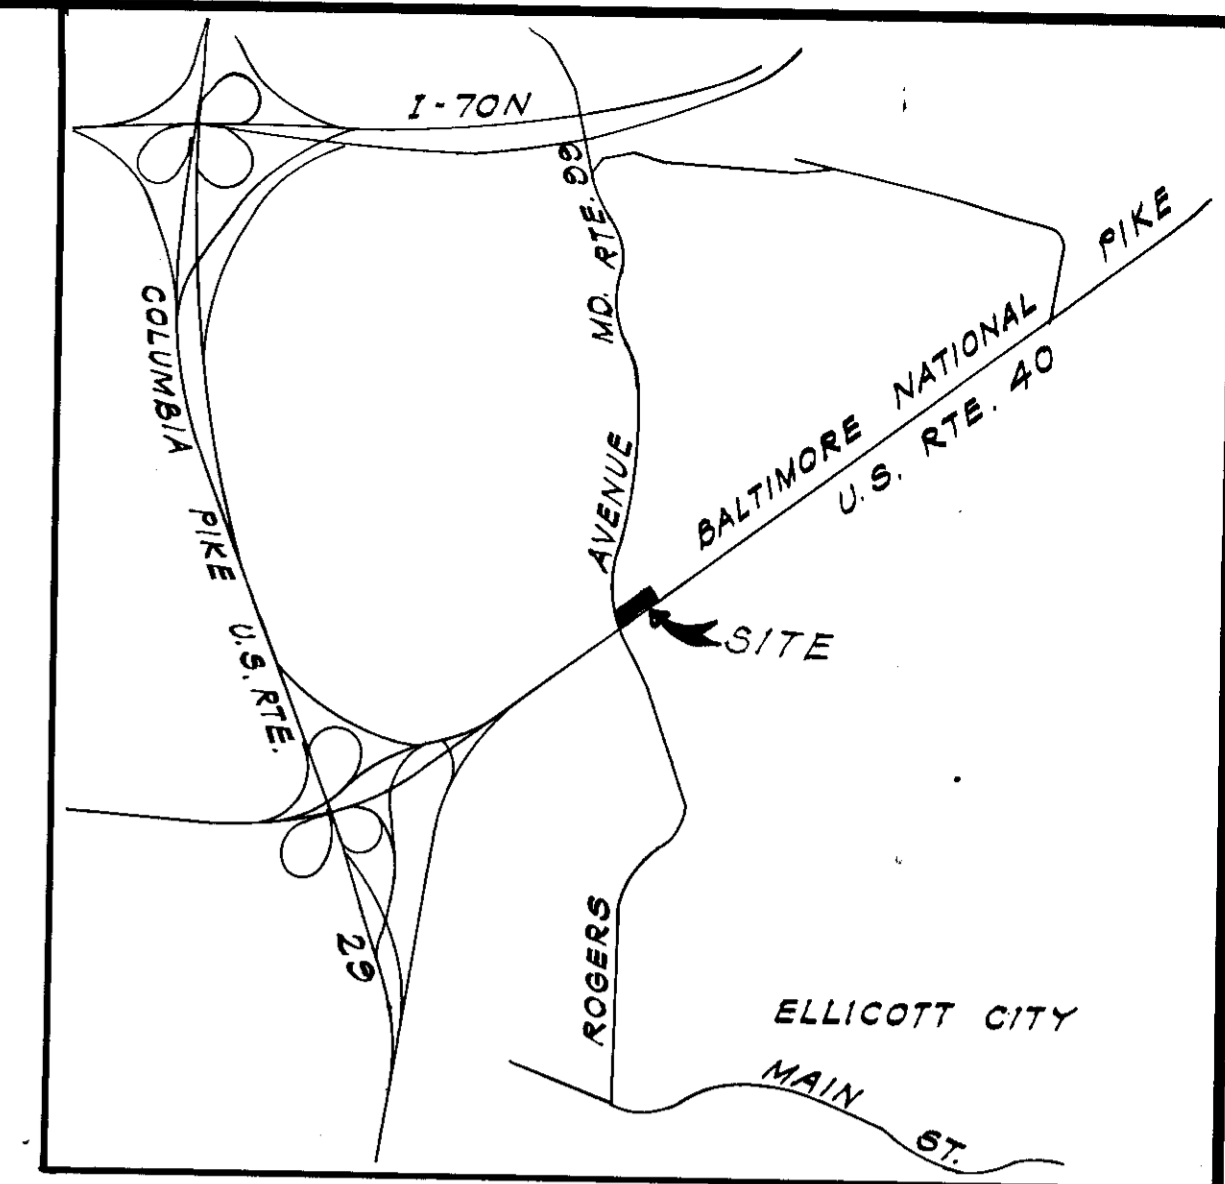 I-70N
MD. RTE. 99
COLUMBIA PIKE U.S. RTE. 29
BALTIMORE NATIONAL PIKE
U.S. RTE. 40
ROGERS AVENUE
SITE
ELLICOTT CITY
MAIN ST.